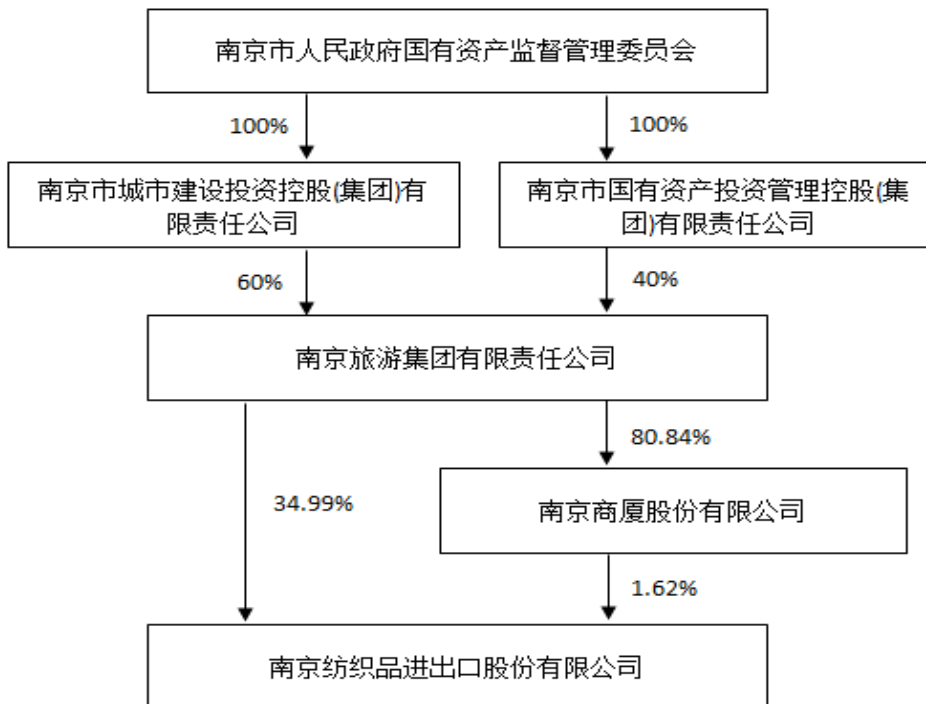 南京市人民政府国有资产监督管理委员会
100%
100%
南京市城市建设投资控股(集团)有
限责任公司
南京市国有资产投资管理控股(集
团)有限责任公司
60%
40%
南京旅游集团有限责任公司
80.84%
34.99%
南京商厦股份有限公司
1.62%
南京纺织品进出口股份有限公司